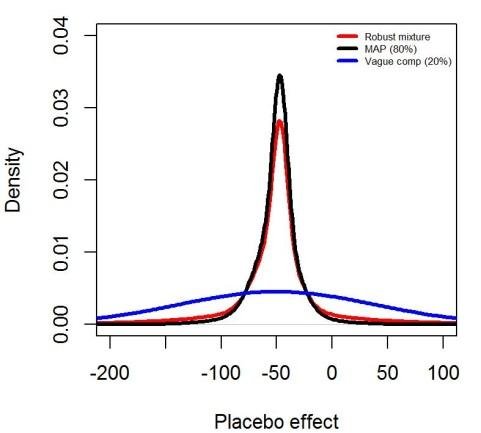 Robust mixture
MAP (80%)
Vague comp (20%)
0.04
0.03
0.02
0.01
0.00
Density
-200 -100 -50 0 50 100
Placebo effect